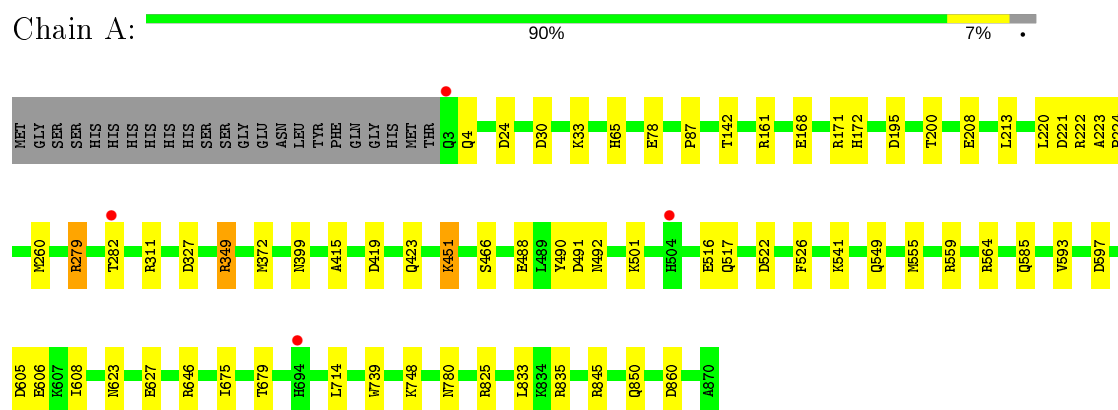 Chain A:
90% 7% •
MET GLY SER SER HIS HIS HIS HIS HIS HIS SER SER GLY GLU ASN LEU TYR PHE GLN GLY HIS MET THR Q3 Q4 D24 D30 K33 H65 E78 P87 T142 R161 E168 R171 H172 D195 T200 E208 L213 L220 D221 R222 A223
M260 R279 T282 R311 D327 R349 M372 N399 A415 D419 Q423 K451 S466 E488 L489 Y490 D491 N492 K501 H504 E516 Q517 D522 F526 K541 Q549 M555 R559 R564 Q585 V593 D597
D605 E606 K607 I608 N623 E627 R646 I675 T679 H694 L714 W739 K748 N780 R825 L833 K834 R835 R845 Q850 D860 A870